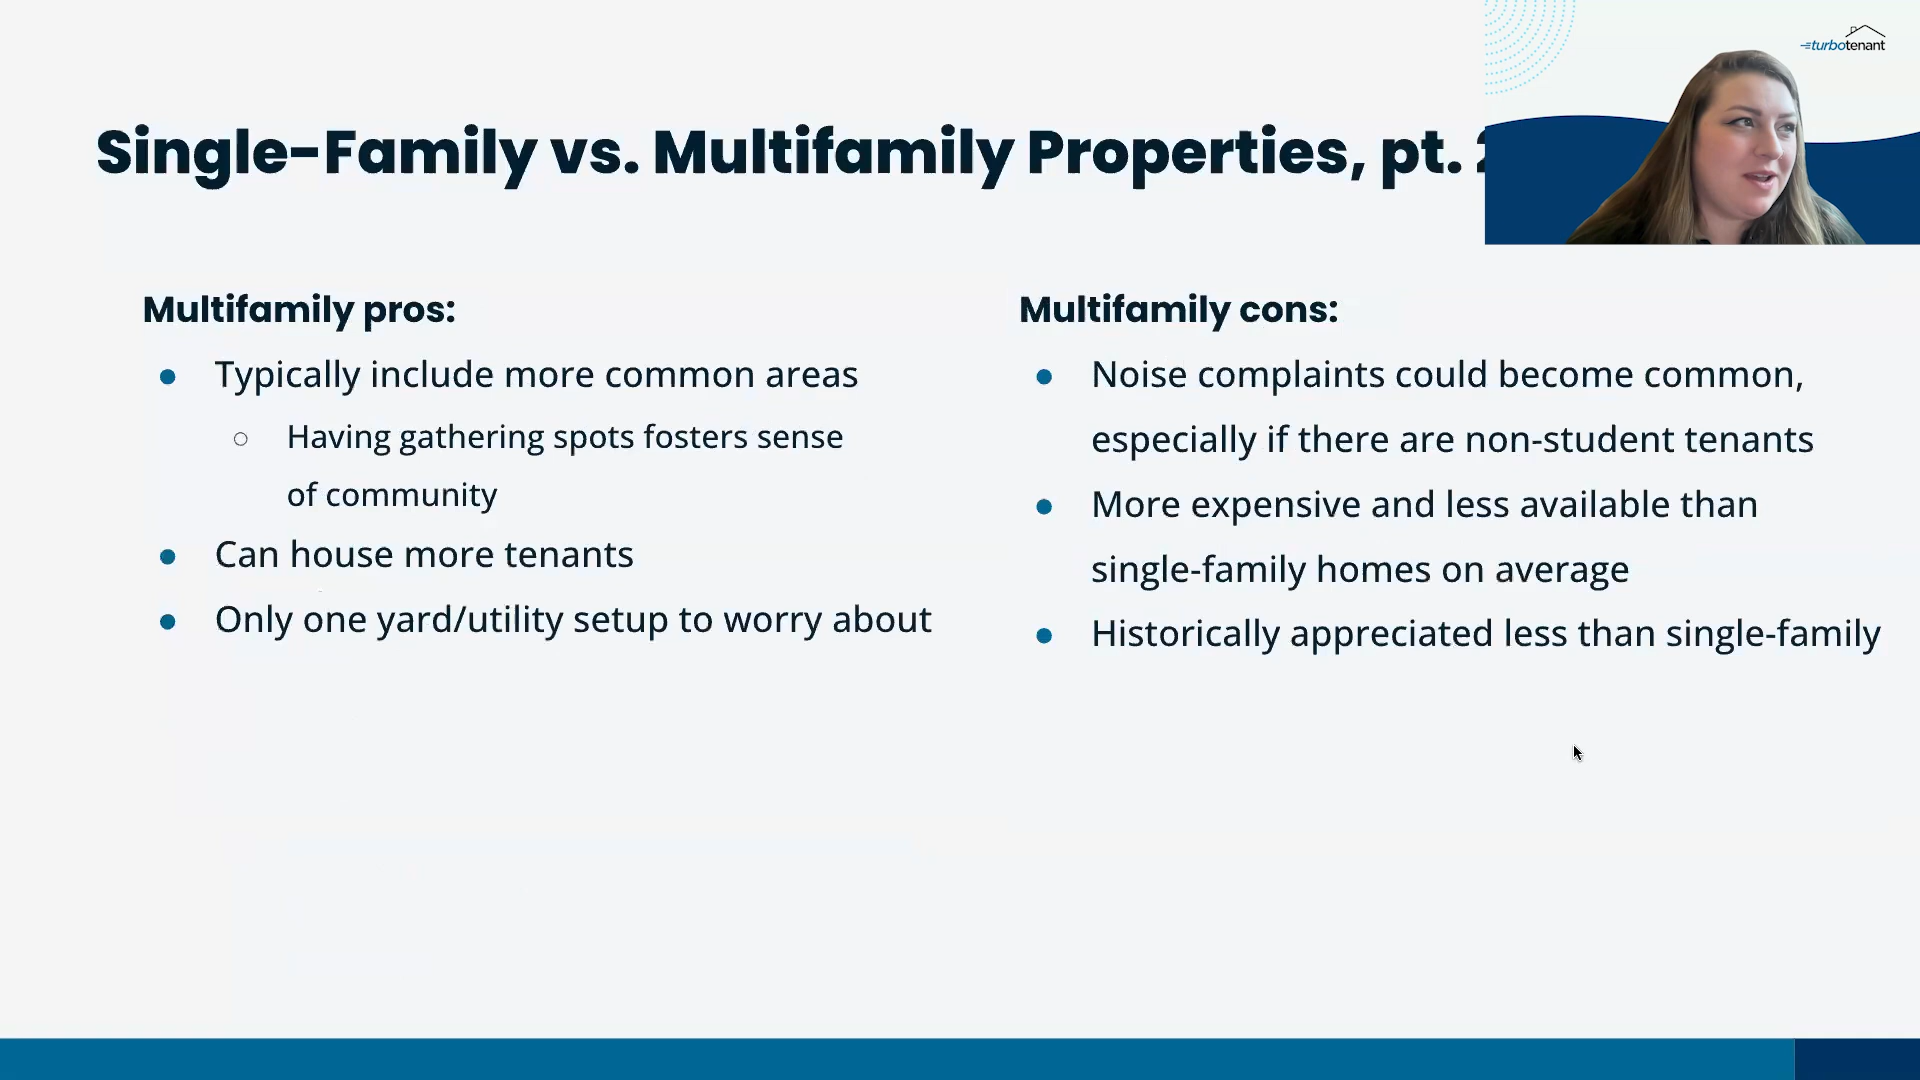 turbotenant
Single-Family vs. Multifamily Properties, pt.
Multifamily pros:
● Typically include more common areas
○ Having gathering spots fosters sense
of community
● Can house more tenants
● Only one yard/utility setup to worry about
Multifamily cons:
● Noise complaints could become common,
especially if there are non-student tenants
● More expensive and less available than
single-family homes on average
● Historically appreciated less than single-family